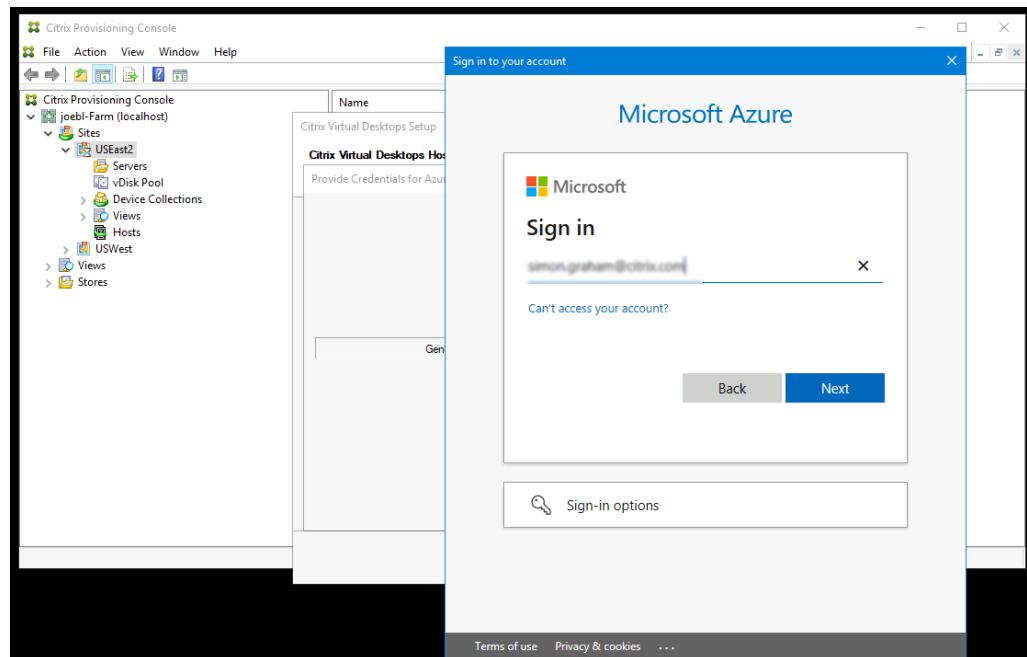 Citrix Provisioning Console
File Action View Window Help
Citrix Provisioning Console
joebl-Farm (localhost)
Sites
USEast2
Servers
vDisk Pool
Device Collections
Views
Hosts
USWest
Views
Stores
Name
Citrix Virtual Desktops Setup
Citrix Virtual Desktops Hos
Provide Credentials for Azu
Gen
Sign in to your account
Microsoft Azure
Microsoft
Sign in
Can't access your account?
Back Next
Sign-in options
Terms of use Privacy & cookies ...